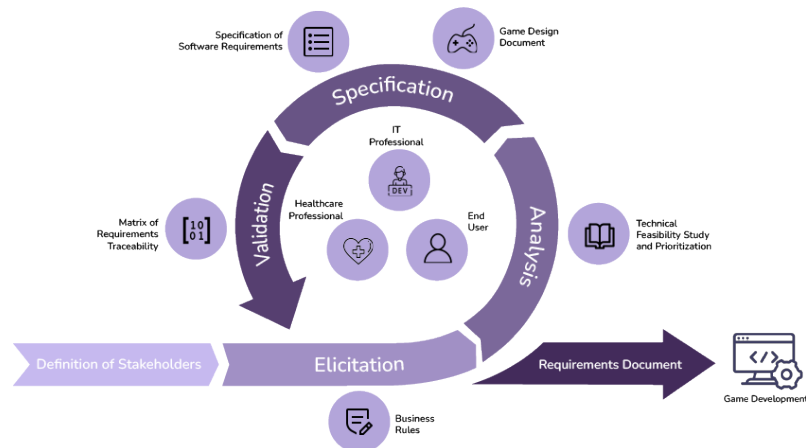 Specification of
Software Requirements
Game Design
Document
Specification
IT
Professional
DEV
Healthcare
Professional
End
User
Validation
Analysis
Matrix of
Requirements
Traceability
10
01
Technical
Feasibility Study
and Prioritization
Definition of Stakeholders
Elicitation
Requirements Document
</>
Game Development
Business
Rules